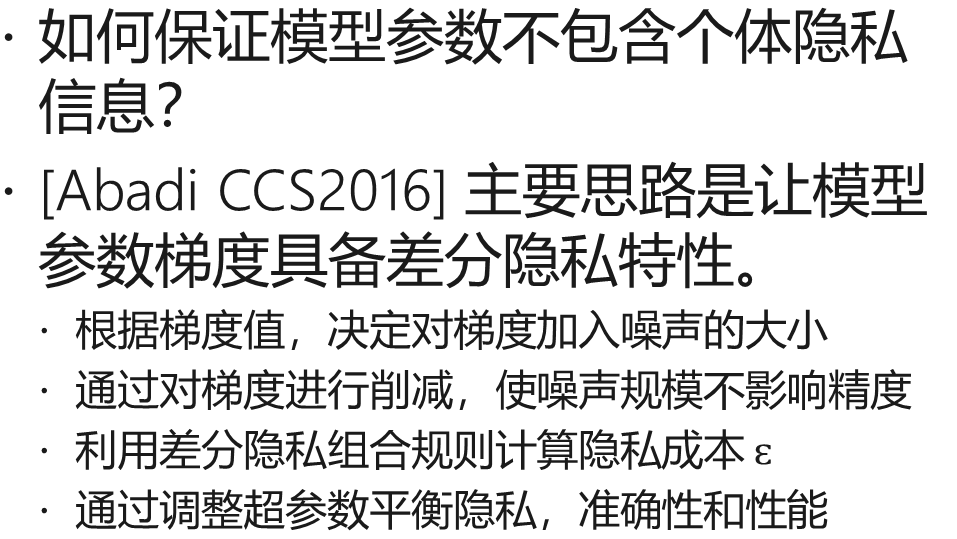 · 如何保证模型参数不包含个体隐私
信息？
· [Abadi CCS2016] 主要思路是让模型
参数梯度具备差分隐私特性。
· 根据梯度值，决定对梯度加入噪声的大小
· 通过对梯度进行削减，使噪声规模不影响精度
· 利用差分隐私组合规则计算隐私成本 ε
· 通过调整超参数平衡隐私，准确性和性能